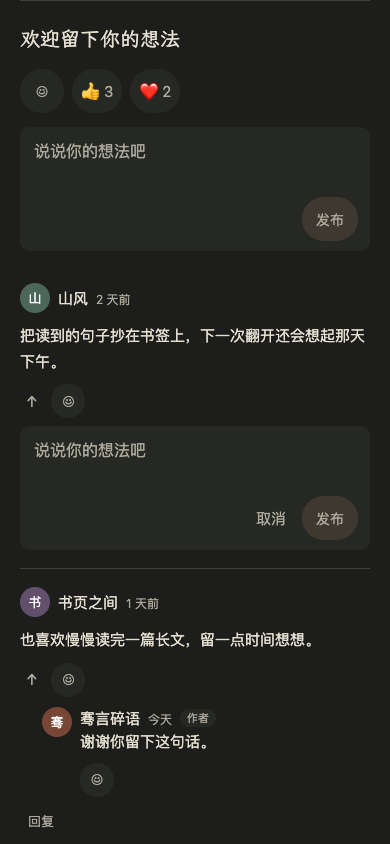 欢迎留下你的想法
👍 3 ❤️ 2
说说你的想法吧
发布
山 山风 2 天前
把读到的句子抄在书签上，下一次翻开还会想起那天
下午。
说说你的想法吧
取消 发布
书 书页之间 1 天前
也喜欢慢慢读完一篇长文，留一点时间想想。
骞 骞言碎语 今天 作者
谢谢你留下这句话。
回复